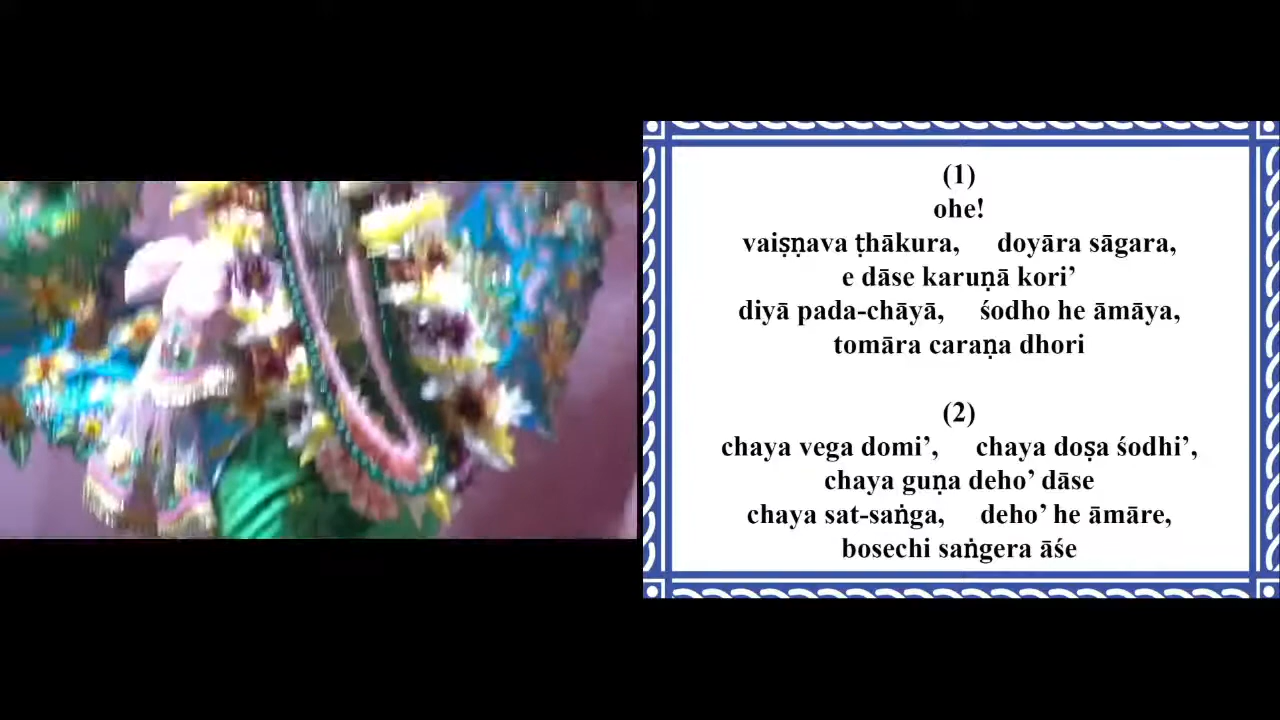 (1)
ohe!
vaiṣṇava ṭhākura, doyāra sāgara,
e dāse karuṇā kori’
diyā pada-chāyā, śodho he āmāya,
tomāra caraṇa dhori
(2)
chaya vega domi’, chaya doṣa śodhi’,
chaya guṇa deho’ dāse
chaya sat-saṅga, deho’ he āmāre,
bosechi saṅgera āśe